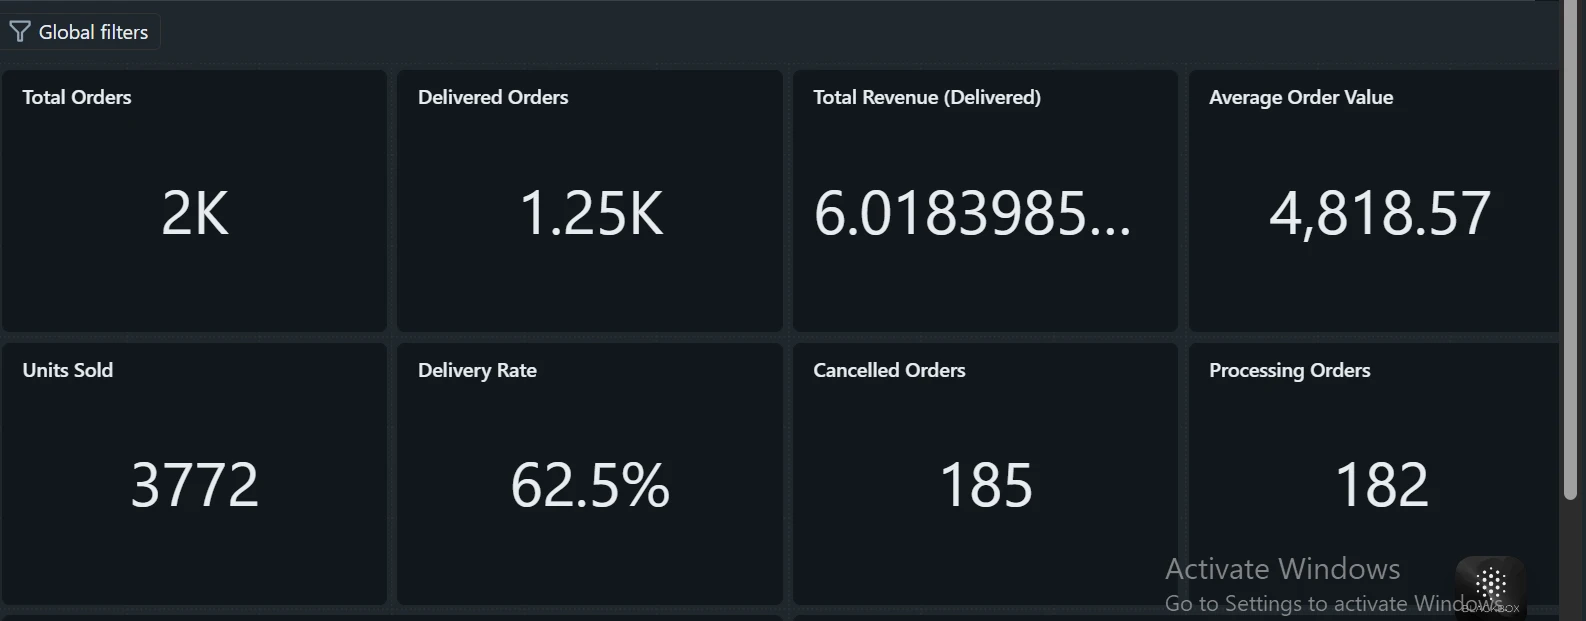 Global filters
Total Orders
Delivered Orders
Total Revenue (Delivered)
Average Order Value
2K
1.25K
6.0183985...
4,818.57
Units Sold
Delivery Rate
Cancelled Orders
Processing Orders
3772
62.5%
185
182
Activate Windows
Go to Settings to activate Windows.
BLACKBOX